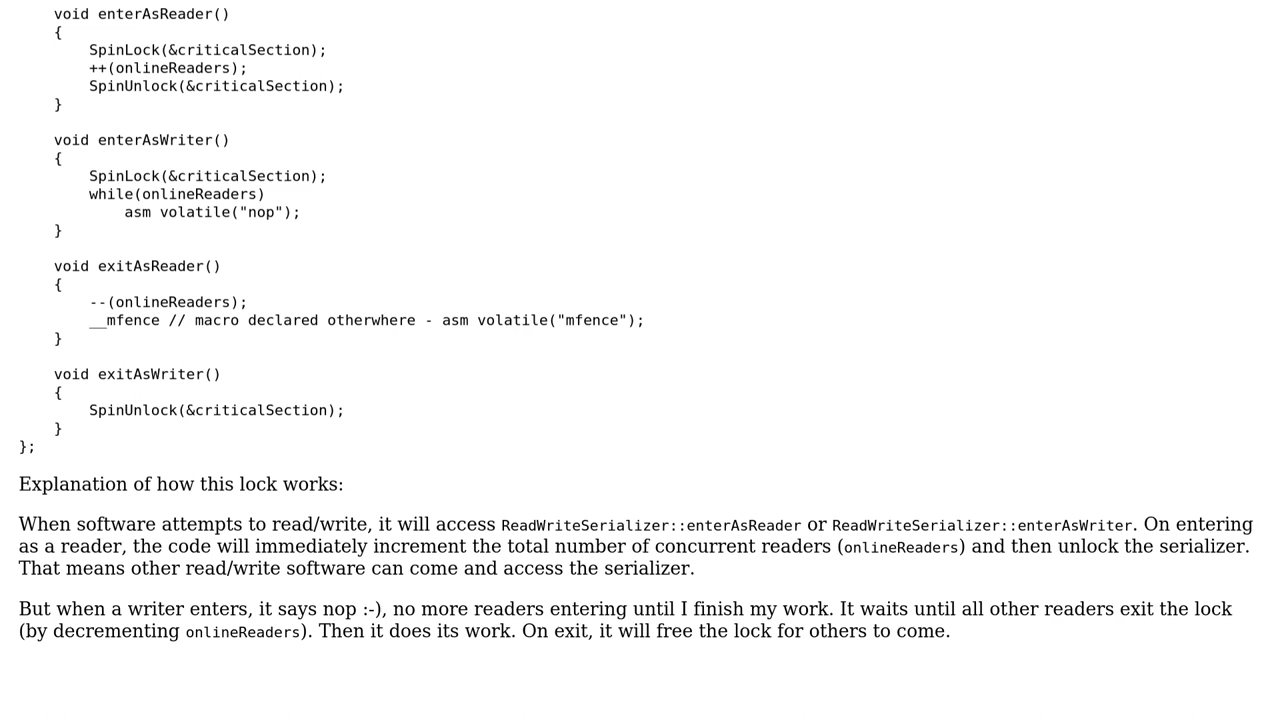 void enterAsReader()
    {
        SpinLock(&criticalSection);
        ++(onlineReaders);
        SpinUnlock(&criticalSection);
    }

    void enterAsWriter()
    {
        SpinLock(&criticalSection);
        while(onlineReaders)
            asm volatile("nop");
    }

    void exitAsReader()
    {
        --(onlineReaders);
        __mfence // macro declared otherwhere - asm volatile("mfence");
    }

    void exitAsWriter()
    {
        SpinUnlock(&criticalSection);
    }
};
Explanation of how this lock works:
When software attempts to read/write, it will access ReadWriteSerializer::enterAsReader or ReadWriteSerializer::enterAsWriter. On entering
as a reader, the code will immediately increment the total number of concurrent readers (onlineReaders) and then unlock the serializer.
That means other read/write software can come and access the serializer.
But when a writer enters, it says nop :-), no more readers entering until I finish my work. It waits until all other readers exit the lock
(by decrementing onlineReaders). Then it does its work. On exit, it will free the lock for others to come.